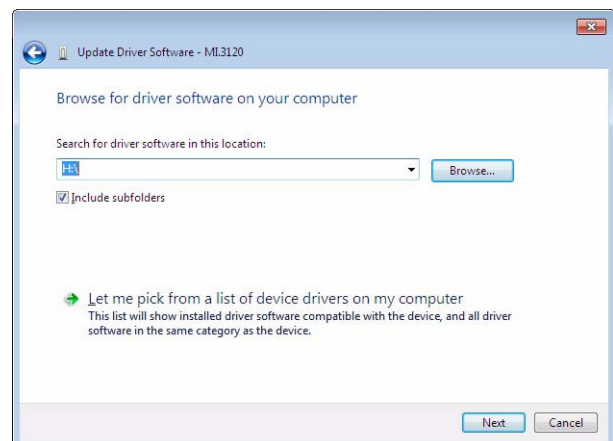 Update Driver Software - MI.3120
Browse for driver software on your computer
Search for driver software in this location:
H:\
Browse...
Include subfolders
Let me pick from a list of device drivers on my computer
This list will show installed driver software compatible with the device, and all driver
software in the same category as the device.
Next
Cancel